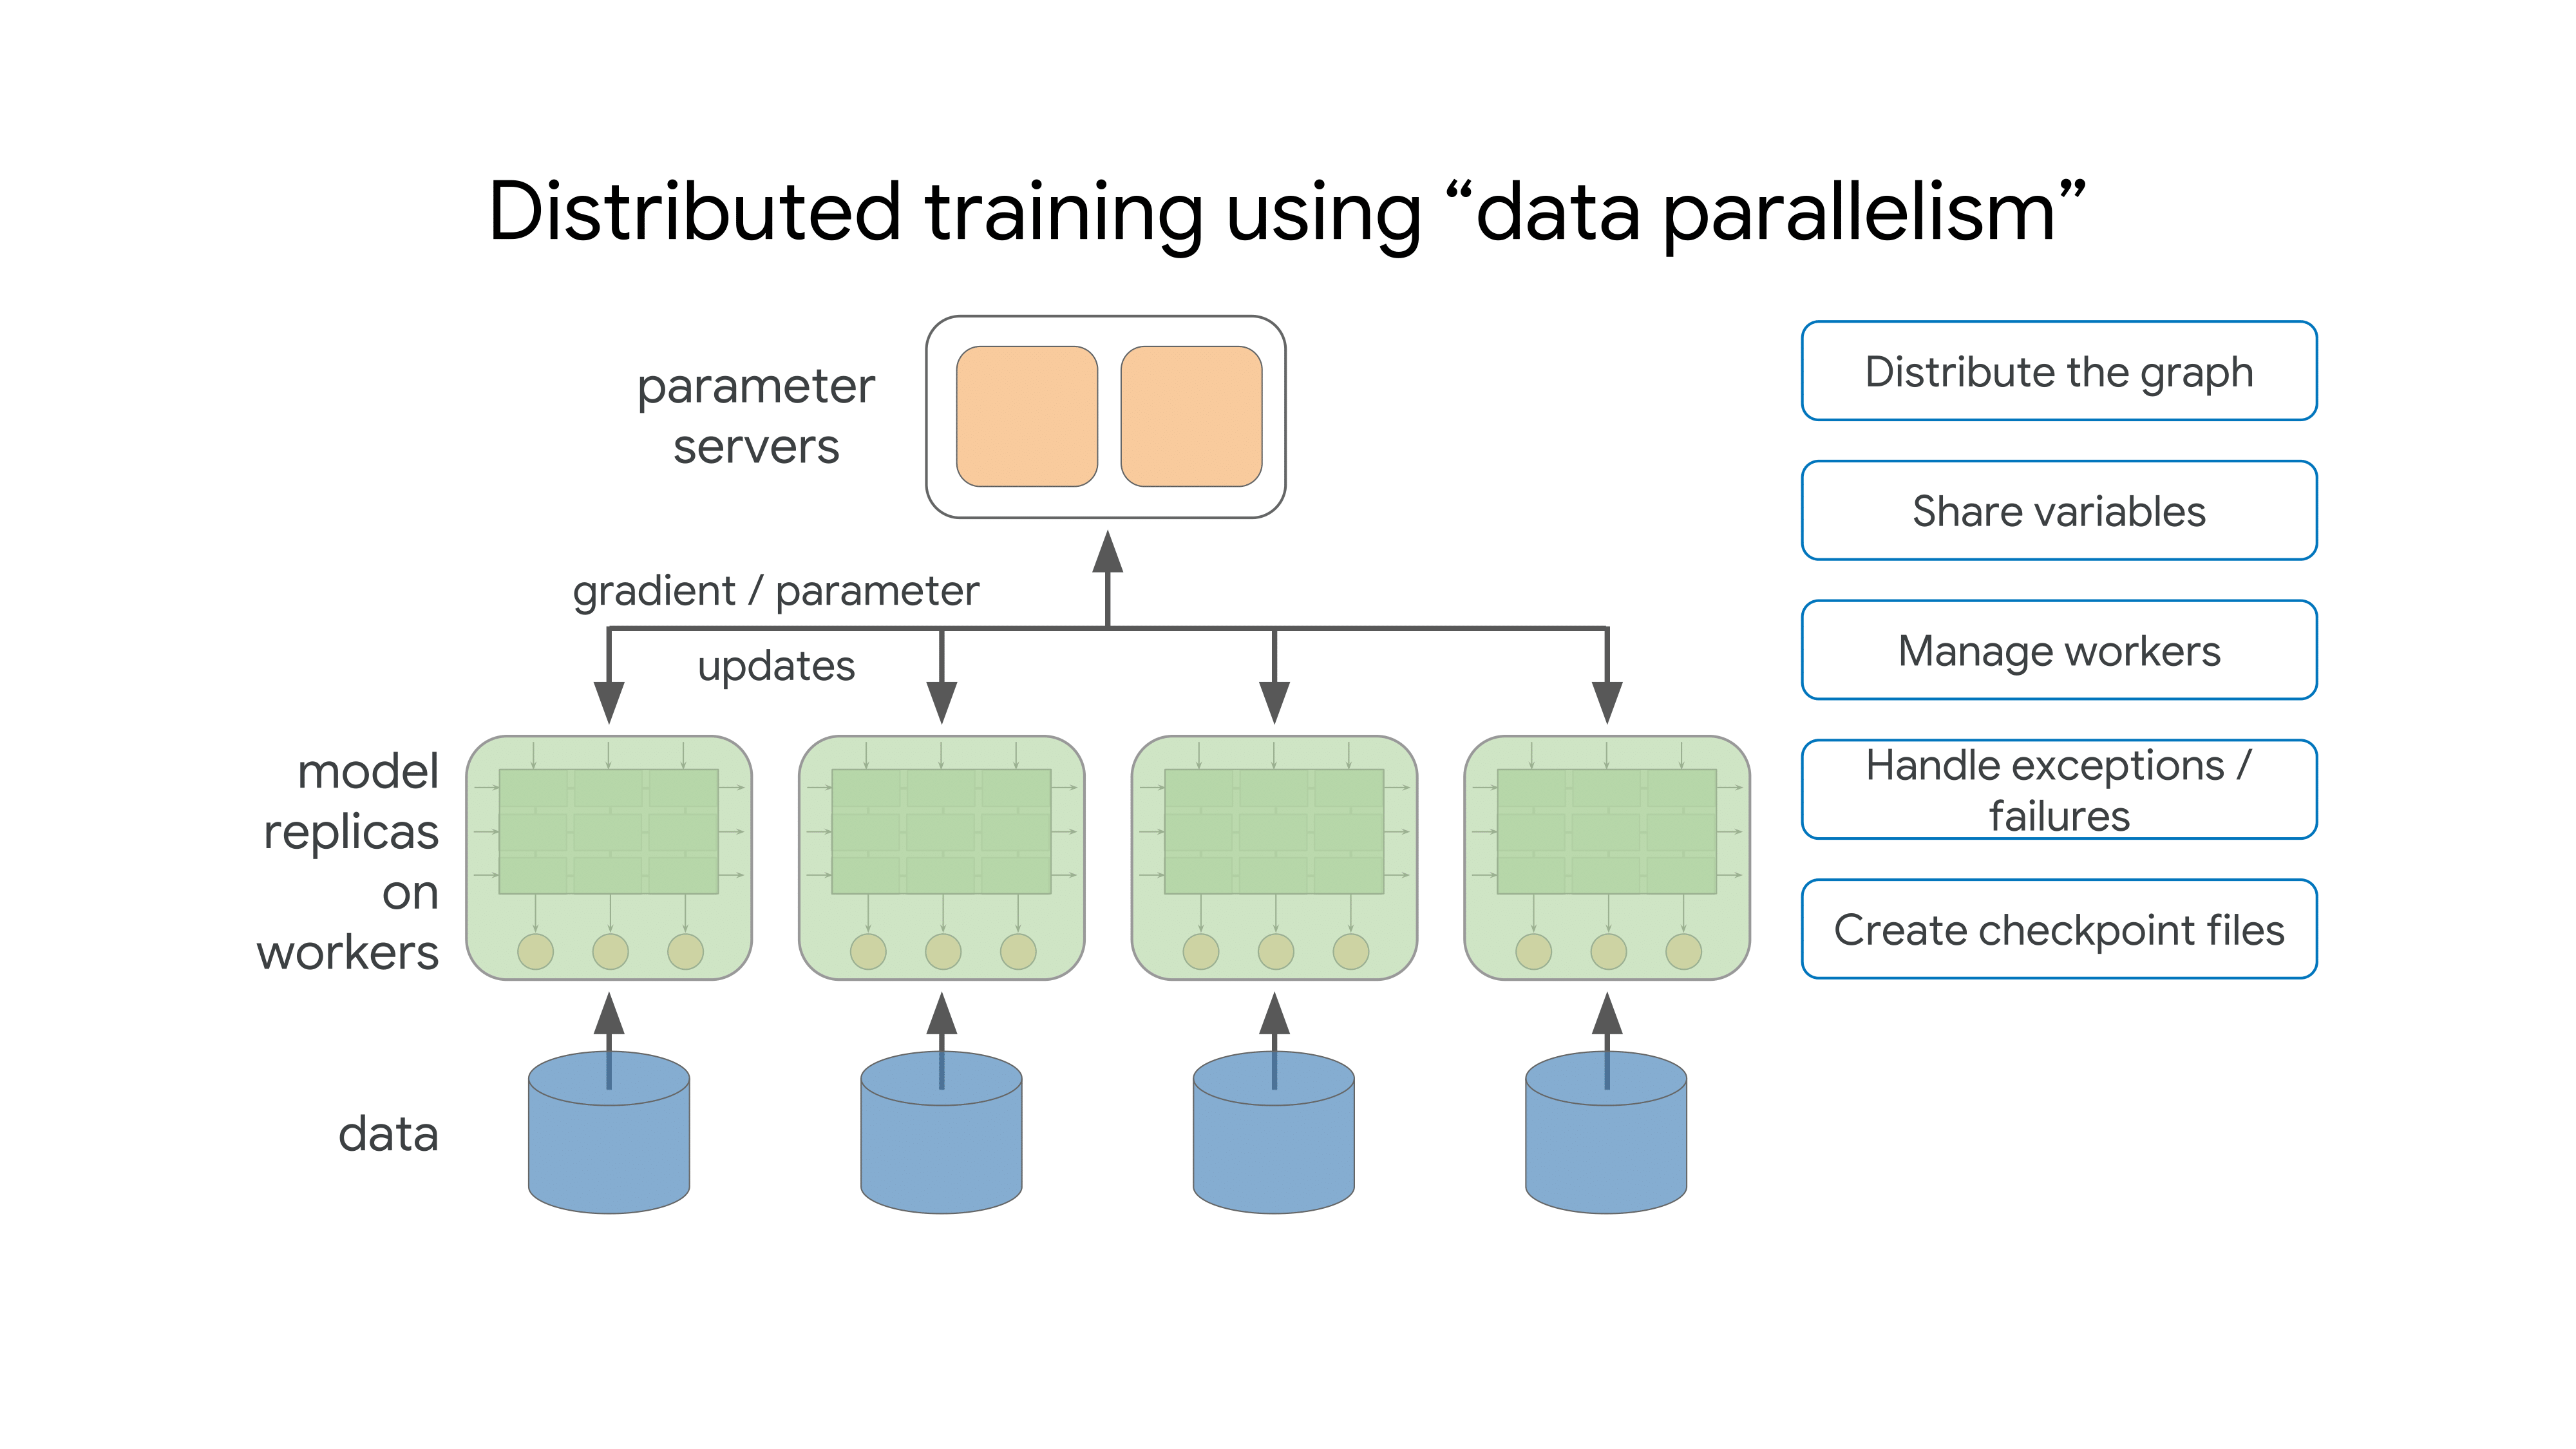 Distributed training using “data parallelism”
parameter
servers
gradient / parameter
updates
model
replicas
on
workers
data
Distribute the graph
Share variables
Manage workers
Handle exceptions /
failures
Create checkpoint files